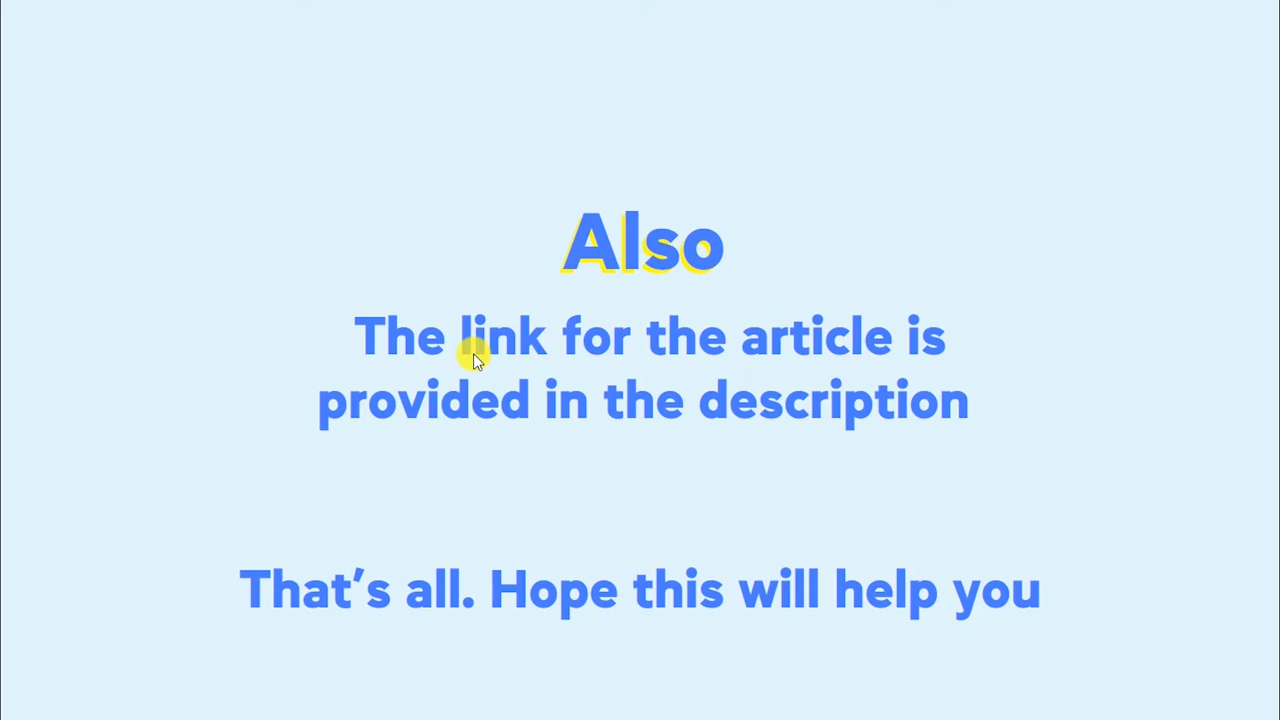 Also
The link for the article is
provided in the description
That's all. Hope this will help you